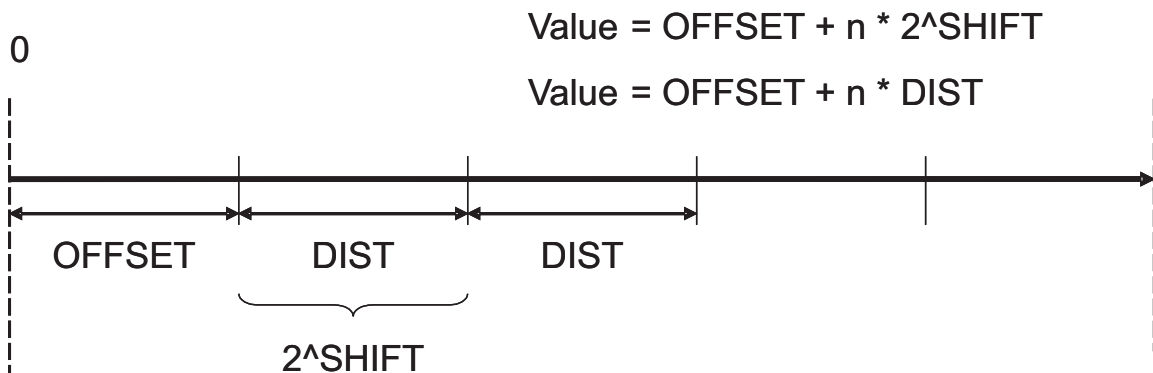 Value = OFFSET + n * 2^SHIFT
0
Value = OFFSET + n * DIST
OFFSET DIST DIST
2^SHIFT